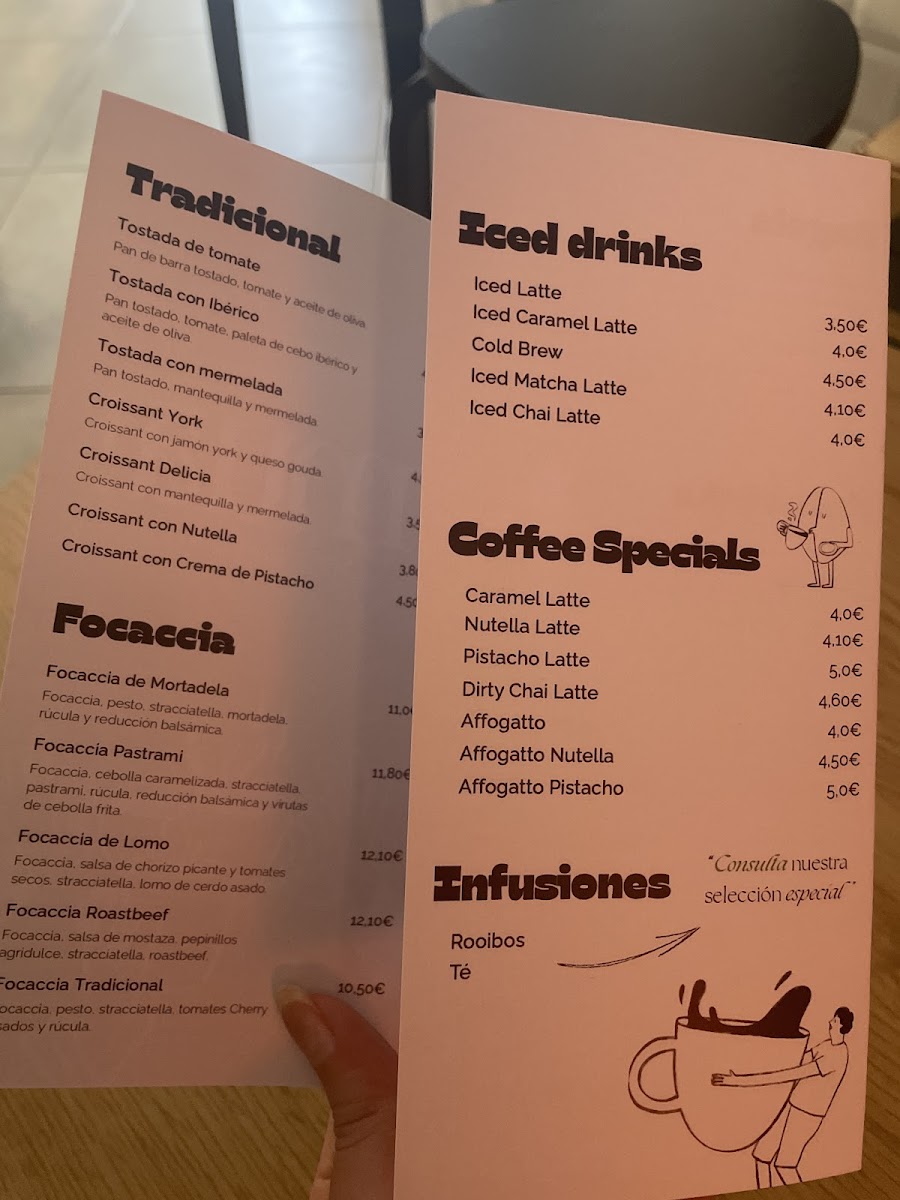 Tradicional
Tostada de tomate
Pan de barra tostado, tomate y aceite de oliva
Tostada con Ibérico
Pan tostado, tomate, paleta de cebo ibérico y
aceite de oliva.
Tostada con mermelada
Pan tostado, mantequilla y mermelada.
Croissant York
Croissant con jamón york y queso gouda.
Croissant Delicia
Croissant con mantequilla y mermelada.
Croissant con Nutella
Croissant con Crema de Pistacho
Focaccia
Focaccia de Mortadela
Focaccia, pesto, stracciatella, mortadela,
rúcula y reducción balsámica.
Focaccia Pastrami 11,80€
Focaccia, cebolla caramelizada, stracciatella,
pastrami, rúcula, reducción balsámica y virutas
de cebolla frita.
Focaccia de Lomo 12,10€
Focaccia, salsa de chorizo picante y tomates
secos, stracciatella, lomo de cerdo asado.
Focaccia Roastbeef 12,10€
Focaccia, salsa de mostaza, pepinillos
agridulce, stracciatella, roastbeef.
Focaccia Tradicional 10,50€
ocaccia, pesto, stracciatella, tomates Cherry
sados y rúcula.
Iced drinks
Iced Latte 3,50€
Iced Caramel Latte 4,0€
Cold Brew 4,50€
Iced Matcha Latte 4,10€
Iced Chai Latte 4,0€
Coffee Specials
Caramel Latte 4,0€
Nutella Latte 4,10€
Pistacho Latte 5,0€
Dirty Chai Latte 4,60€
Affogatto 4,0€
Affogatto Nutella 4,50€
Affogatto Pistacho 5,0€
Infusiones
Rooibos
Té
"Consulta nuestra
selección especial"